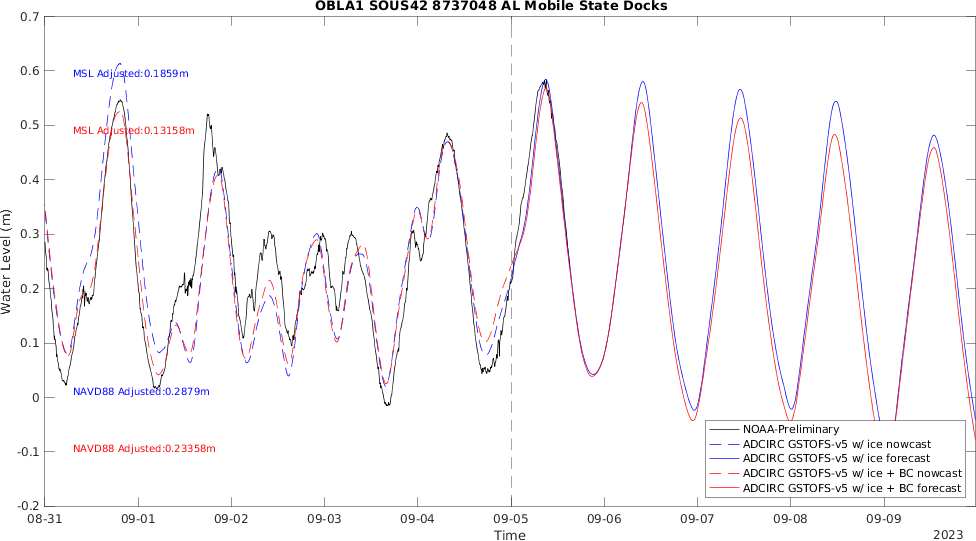 OBLA1 SOUS42 8737048 AL Mobile State Docks
0.7
0.6
0.5
0.4
0.3
0.2
0.1
0
-0.1
-0.2
Water Level (m)
MSL Adjusted:0.1859m
MSL Adjusted:0.13158m
NAVD88 Adjusted:0.2879m
NAVD88 Adjusted:0.23358m
NOAA-Preliminary
ADCIRC GSTOFS-v5 w/ ice nowcast
ADCIRC GSTOFS-v5 w/ ice forecast
ADCIRC GSTOFS-v5 w/ ice + BC nowcast
ADCIRC GSTOFS-v5 w/ ice + BC forecast
08-31 09-01 09-02 09-03 09-04 09-05 09-06 09-07 09-08 09-09
Time
2023